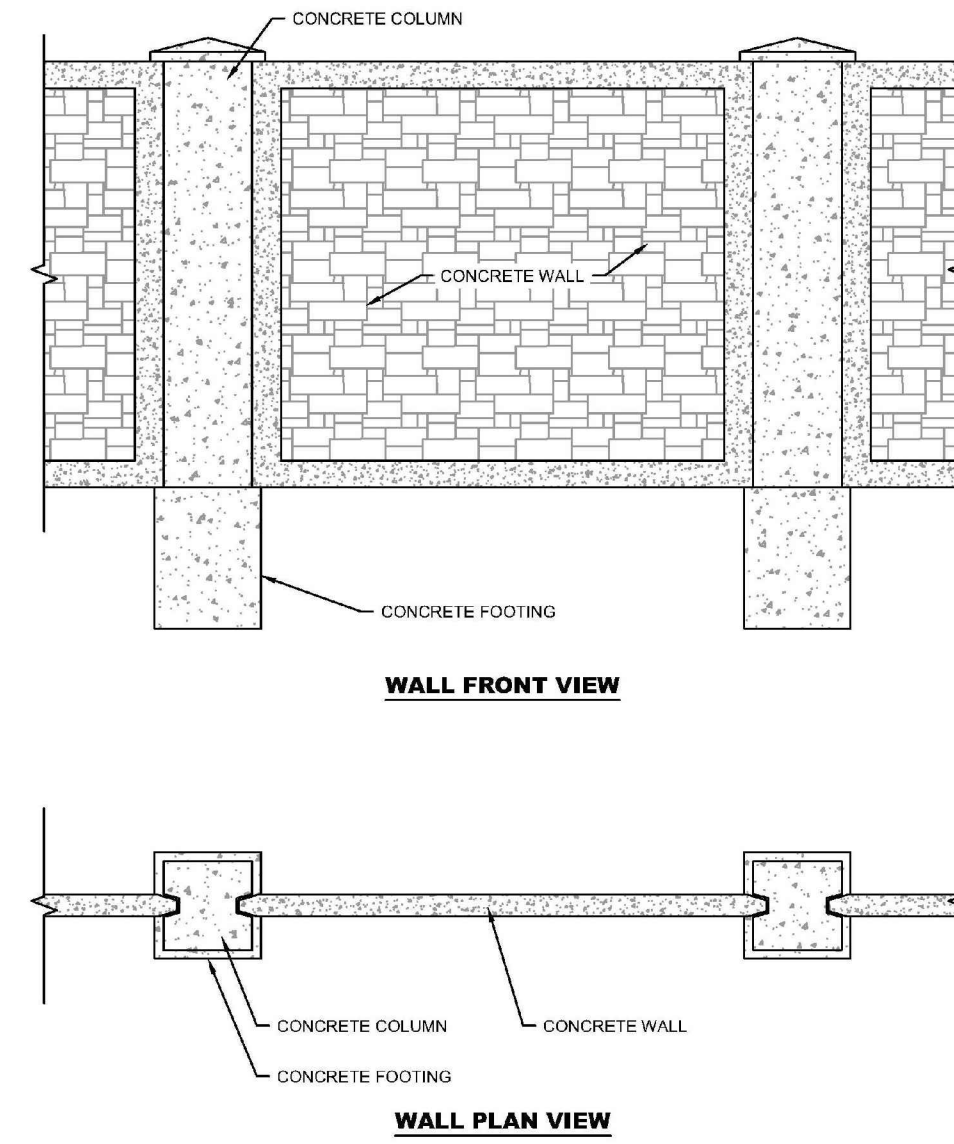 CONCRETE COLUMN
CONCRETE WALL
CONCRETE FOOTING
WALL FRONT VIEW
CONCRETE COLUMN
CONCRETE WALL
CONCRETE FOOTING
WALL PLAN VIEW